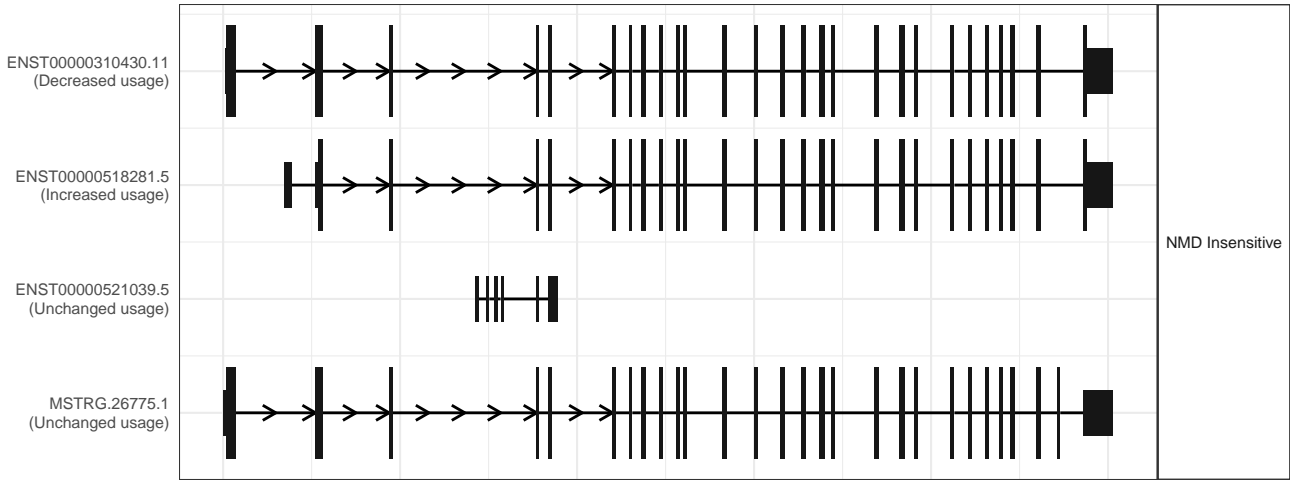 ENST00000310430.11
(Decreased usage)
ENST00000518281.5
(Increased usage)
NMD Insensitive
ENST00000521039.5
(Unchanged usage)
MSTRG.26775.1
(Unchanged usage)